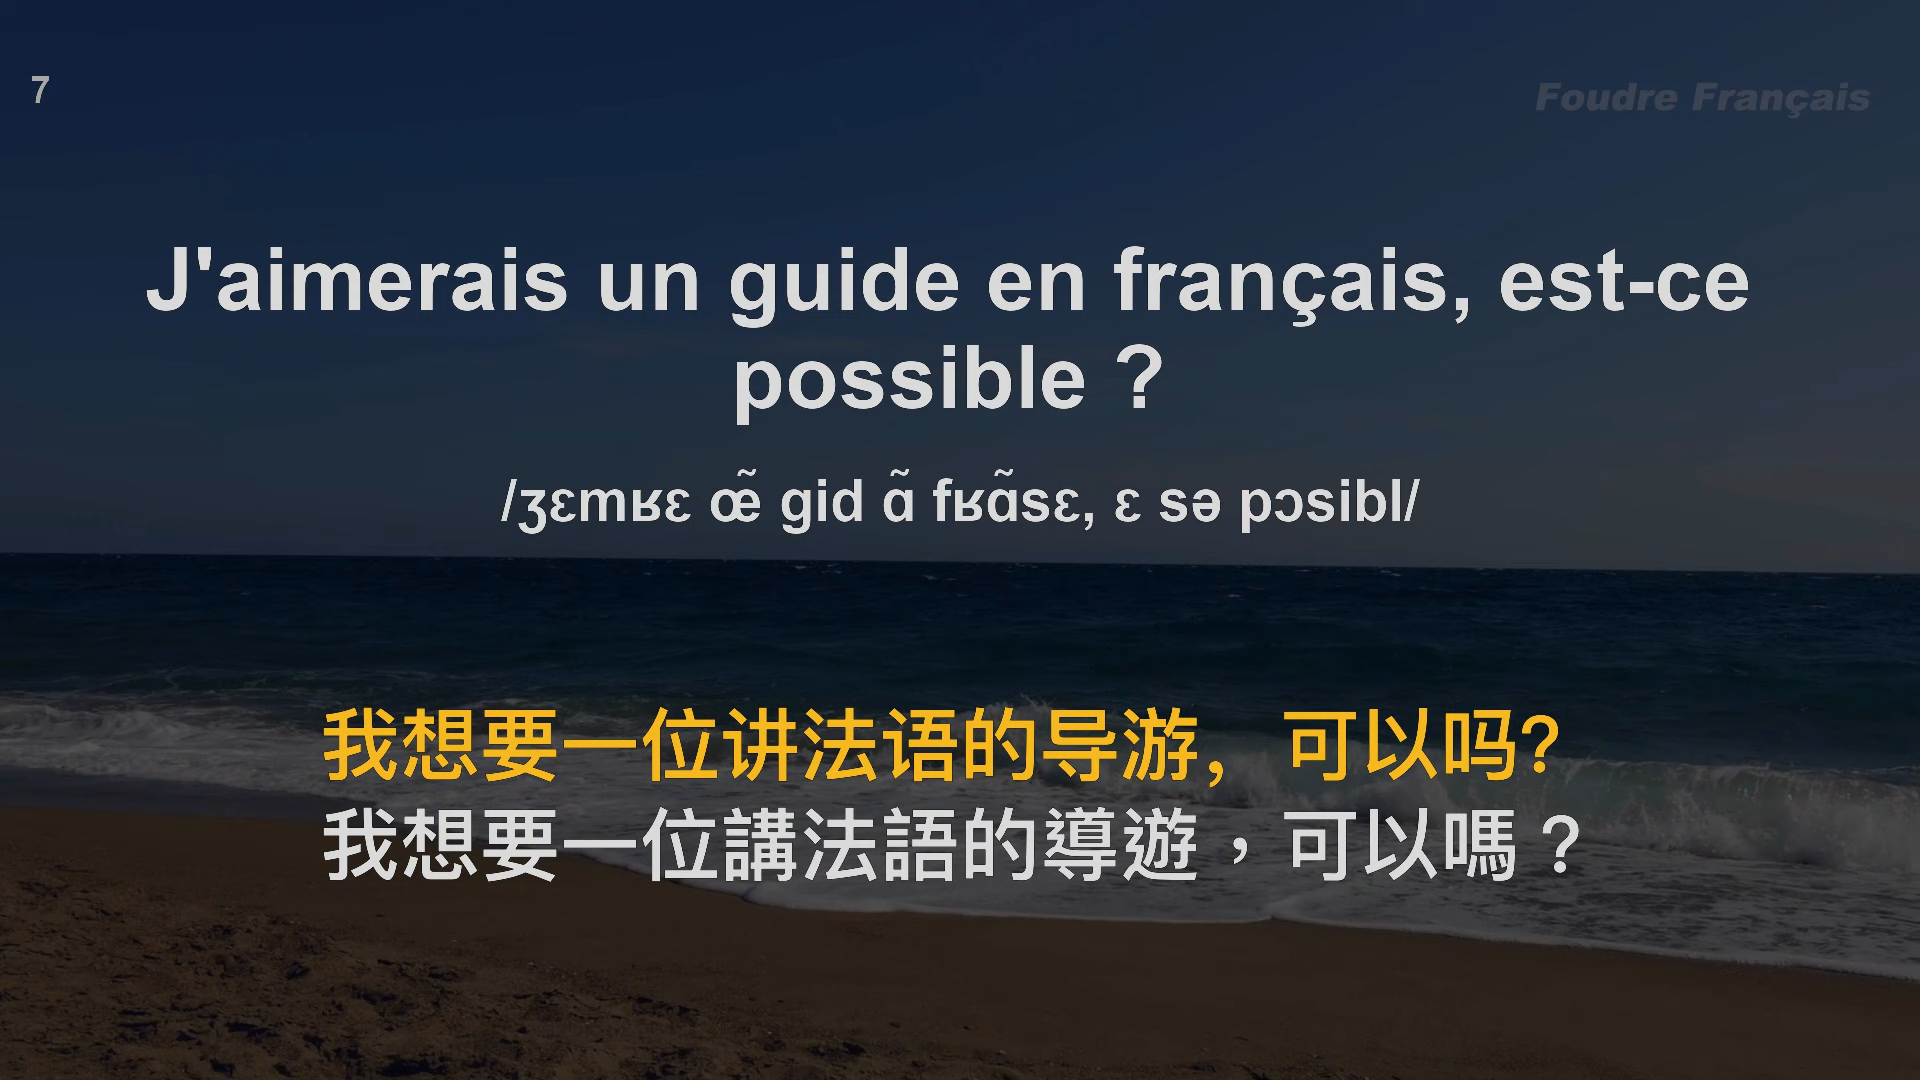 7
Foudre Français
J'aimerais un guide en français, est-ce
possible ?
/ʒɛmʁɛ œ̃ gid ɑ̃ fʁɑ̃sɛ, ɛ sə pɔsibl/
我想要一位讲法语的导游，可以吗?
我想要一位講法語的導遊，可以嗎？